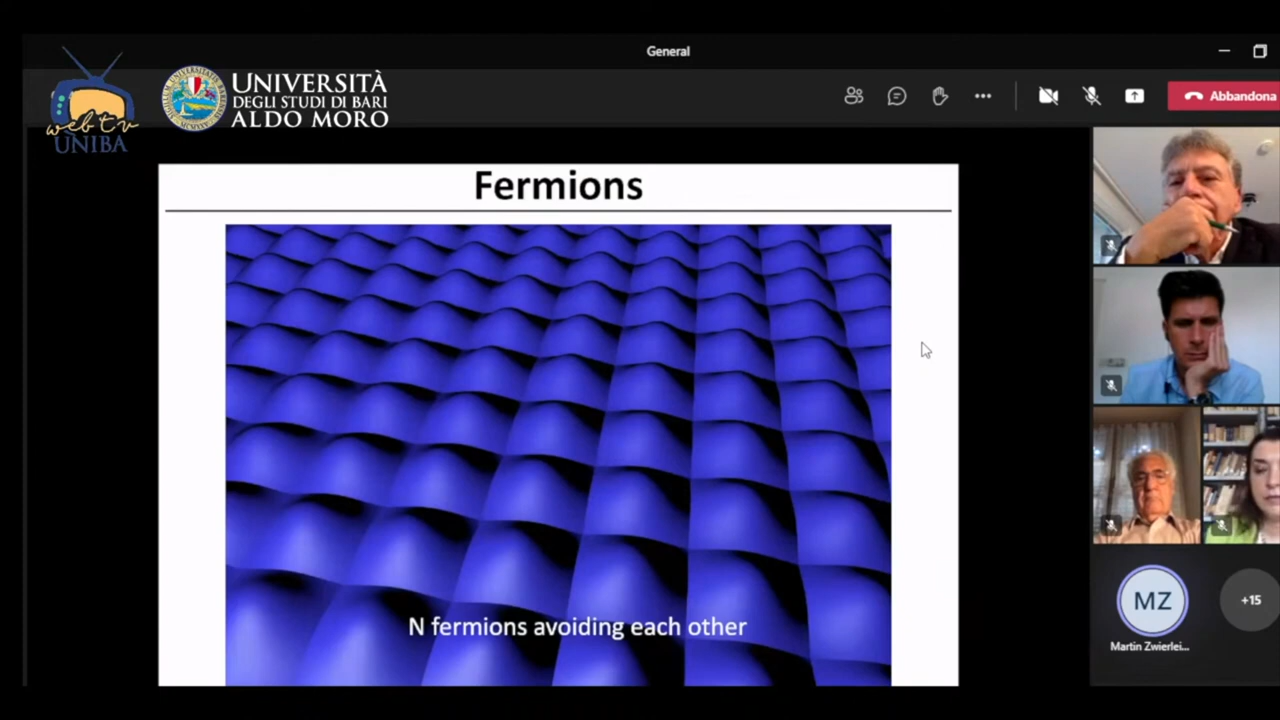 General
web tv
UNIBA
UNIVERSITÀ
DEGLI STUDI DI BARI
ALDO MORO
Abbandona
Fermions
N fermions avoiding each other
MZ
Martin Zwierlei...
+15